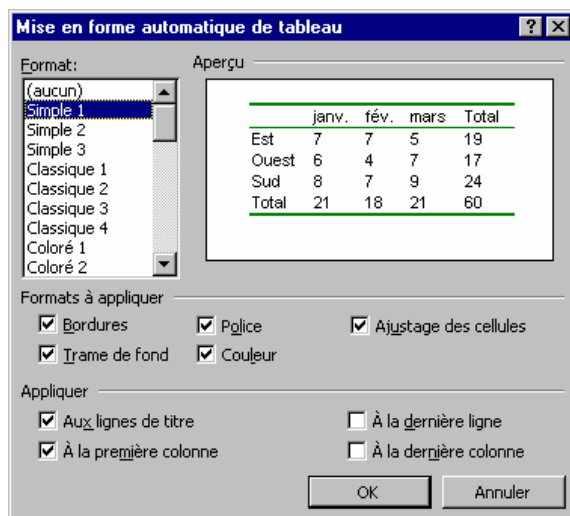 Mise en forme automatique de tableau
Format:
(aucun)
Simple 1
Simple 2
Simple 3
Classique 1
Classique 2
Classique 3
Classique 4
Coloré 1
Coloré 2
Aperçu
janv. fév. mars Total
Est 7 7 5 19
Ouest 6 4 7 17
Sud 8 7 9 24
Total 21 18 21 60
Formats à appliquer
Bordures Police Ajustage des cellules
Trame de fond Couleur
Appliquer
Aux lignes de titre À la dernière ligne
À la première colonne À la dernière colonne
OK Annuler